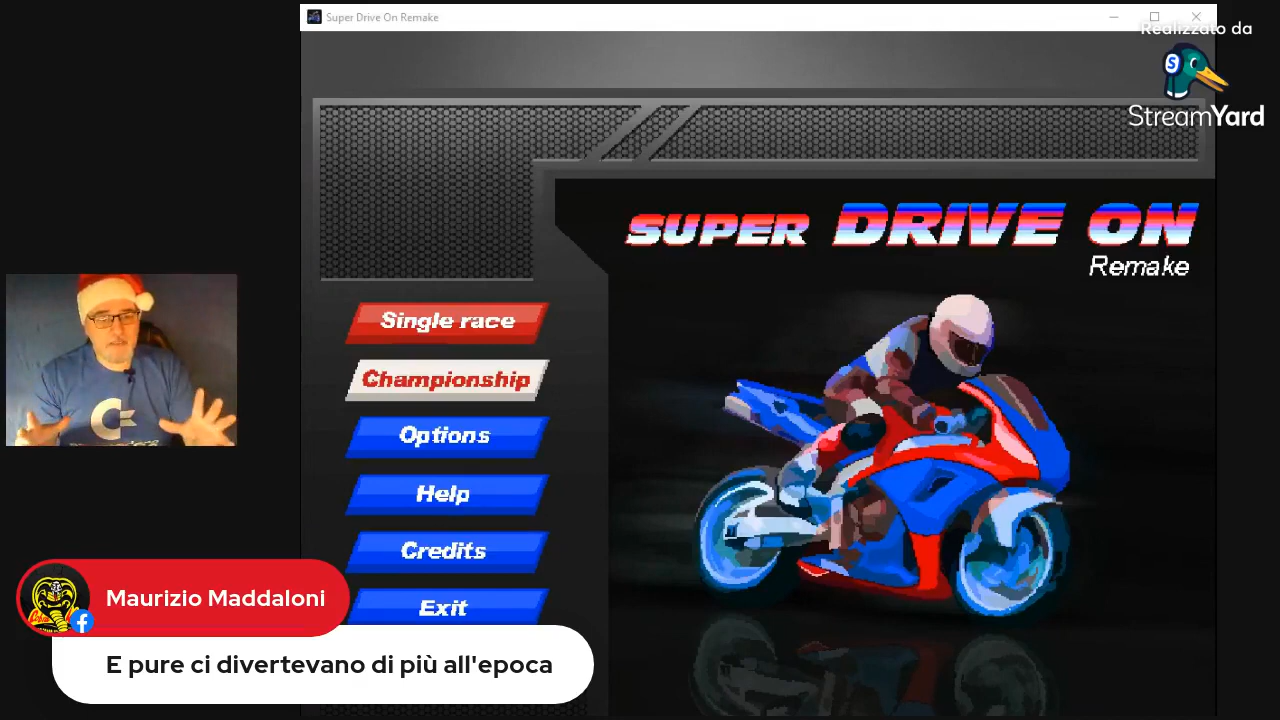 Super Drive On Remake
Realizzato da
StreamYard
SUPER DRIVE ON
Remake
Single race
Championship
Options
Help
Credits
Exit
Maurizio Maddaloni
E pure ci divertevano di più all'epoca